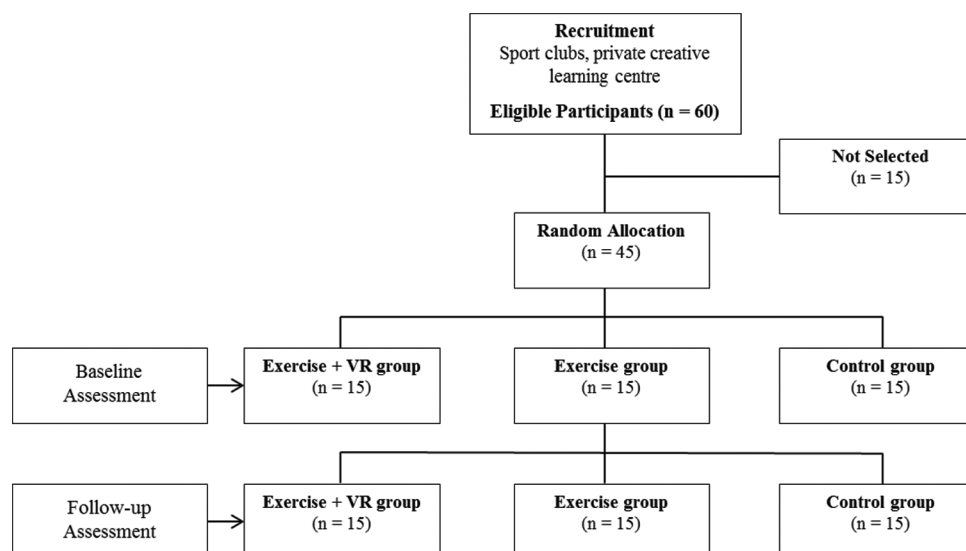 Recruitment
Sport clubs, private creative
learning centre
Eligible Participants (n = 60)
Not Selected
(n = 15)
Random Allocation
(n = 45)
Baseline
Assessment
Exercise + VR group
(n = 15)
Exercise group
(n = 15)
Control group
(n = 15)
Follow-up
Assessment
Exercise + VR group
(n = 15)
Exercise group
(n = 15)
Control group
(n = 15)